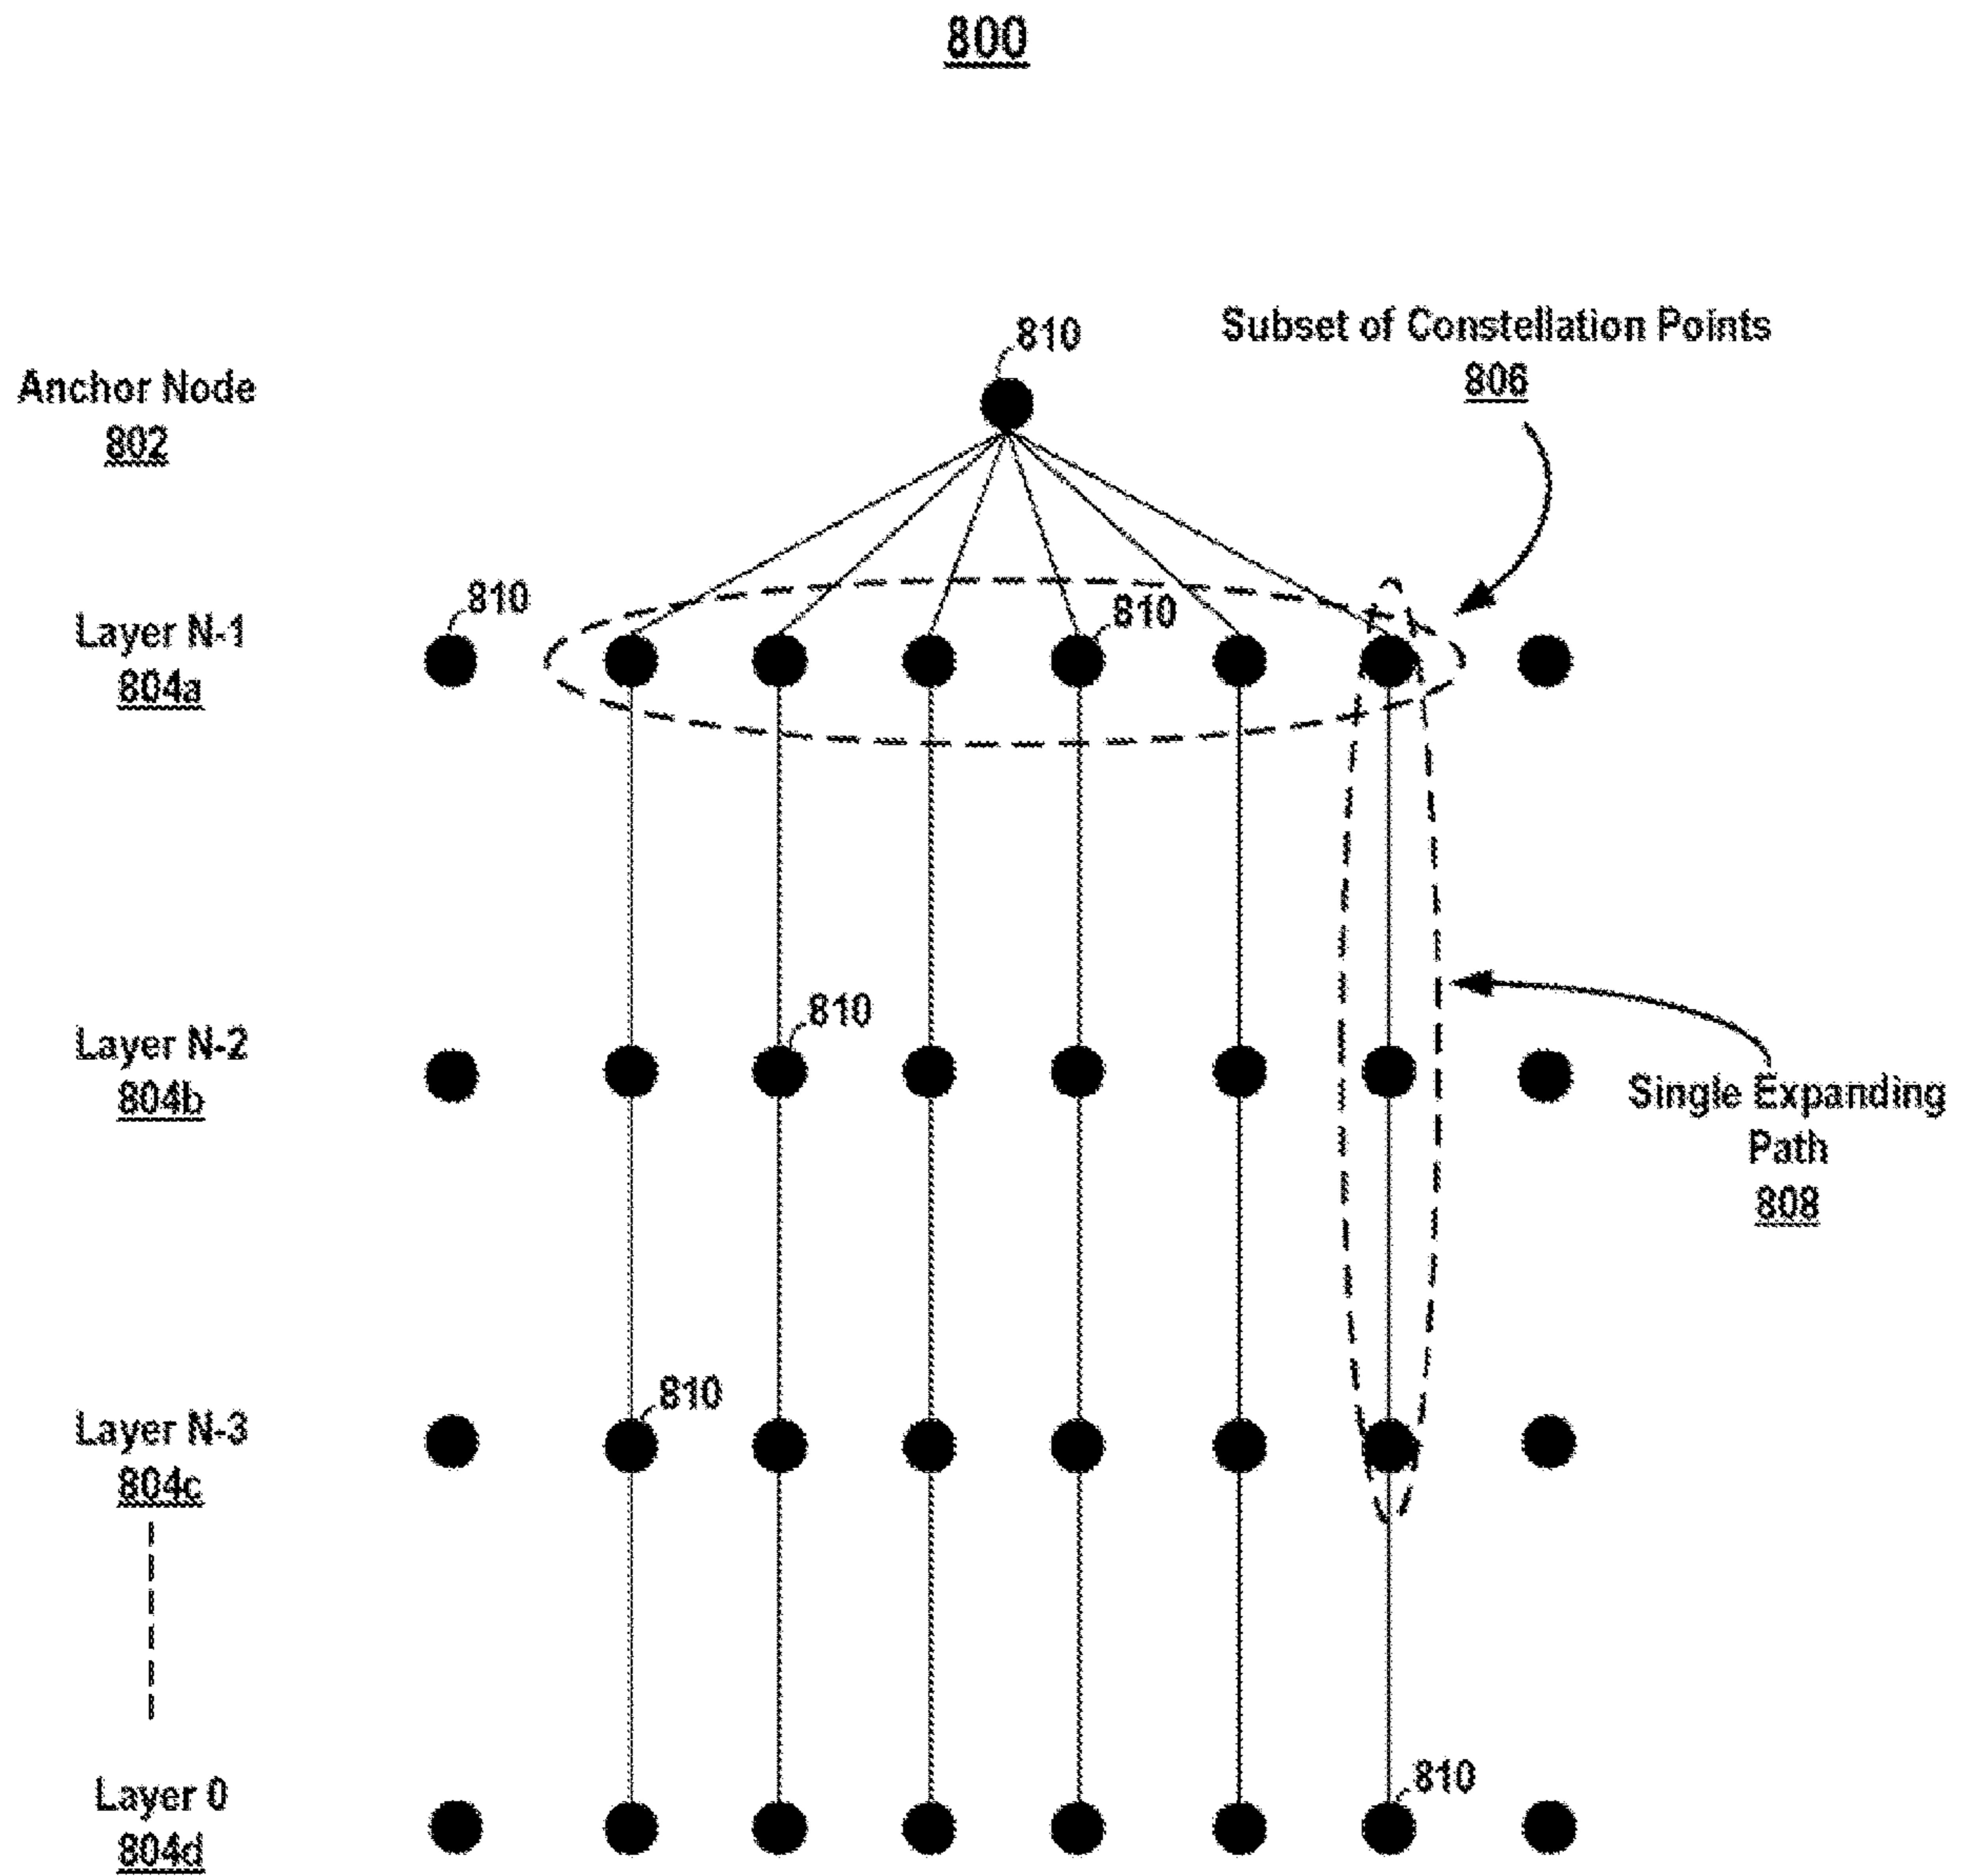 800
810
Subset of Constellation Points
806
Anchor Node
802
810
810
Layer N-1
804a
810
Layer N-2
804b
Single Expanding
Path
808
810
Layer N-3
804c
810
Layer 0
804d